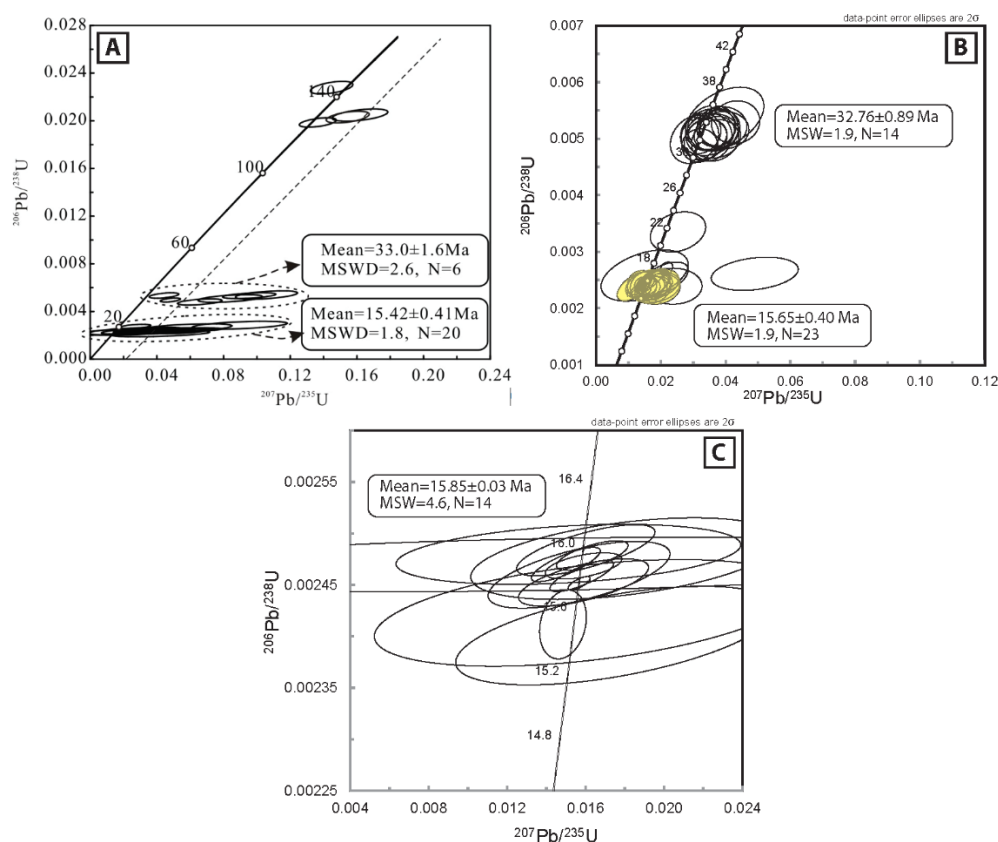 A
0.028
0.024
0.020
0.016
0.012
0.008
0.004
0.000
²⁰⁶Pb/²³⁸U
140
100
60
20
Mean=33.0±1.6Ma
MSWD=2.6, N=6
Mean=15.42±0.41Ma
MSWD=1.8, N=20
0.00 0.04 0.08 0.12 0.16 0.20 0.24
²⁰⁷Pb/²³⁵U
data-point error ellipses are 2σ
B
0.007
0.006
0.005
0.004
0.003
0.002
0.001
²⁰⁶Pb/²³⁸U
42
38
26
22
18
Mean=32.76±0.89 Ma
MSW=1.9, N=14
Mean=15.65±0.40 Ma
MSW=1.9, N=23
0.00 0.02 0.04 0.06 0.08 0.10 0.12
²⁰⁷Pb/²³⁵U
data-point error ellipses are 2σ
C
Mean=15.85±0.03 Ma
MSW=4.6, N=14
0.00255
0.00245
0.00235
0.00225
²⁰⁶Pb/²³⁸U
16.4
16.0
15.6
15.2
14.8
0.004 0.008 0.012 0.016 0.020 0.024
²⁰⁷Pb/²³⁵U